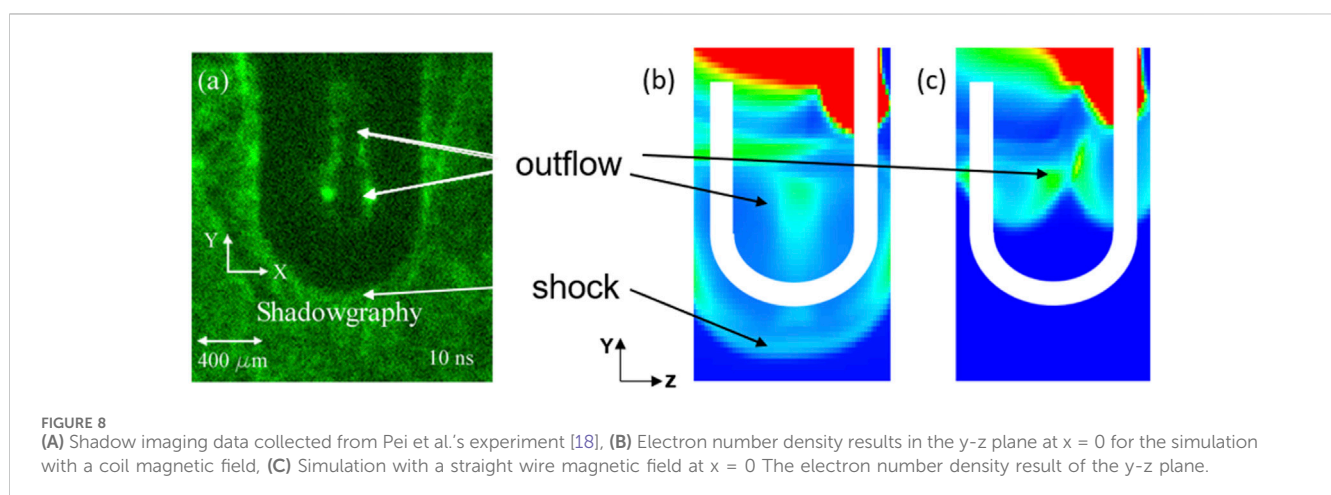 (a)
(b)
(c)
outflow
shock
Y
X
Shadowgraphy
400 μm
10 ns
Y
Z
FIGURE 8
(A) Shadow imaging data collected from Pei et al.'s experiment [18], (B) Electron number density results in the y-z plane at x = 0 for the simulation
with a coil magnetic field, (C) Simulation with a straight wire magnetic field at x = 0 The electron number density result of the y-z plane.